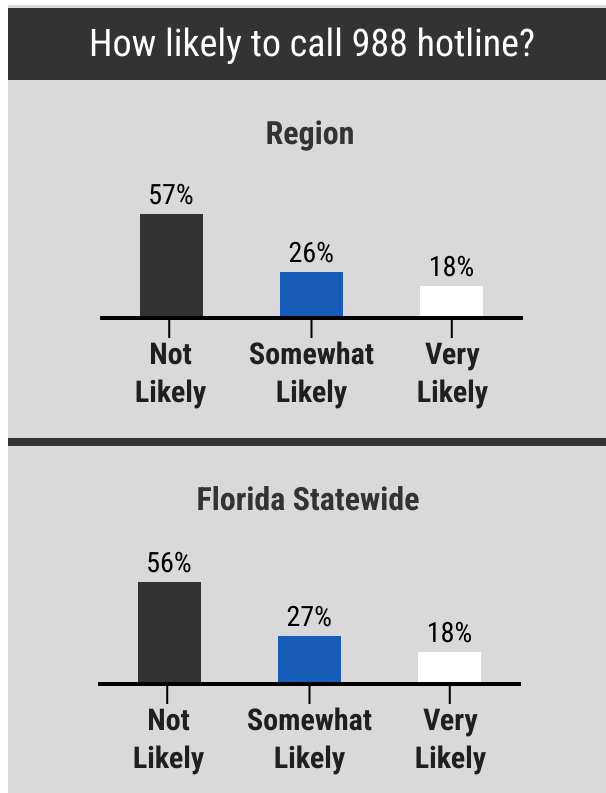 How likely to call 988 hotline?
Region
57%
26%
18%
Not Likely
Somewhat Likely
Very Likely
Florida Statewide
56%
27%
18%
Not Likely
Somewhat Likely
Very Likely